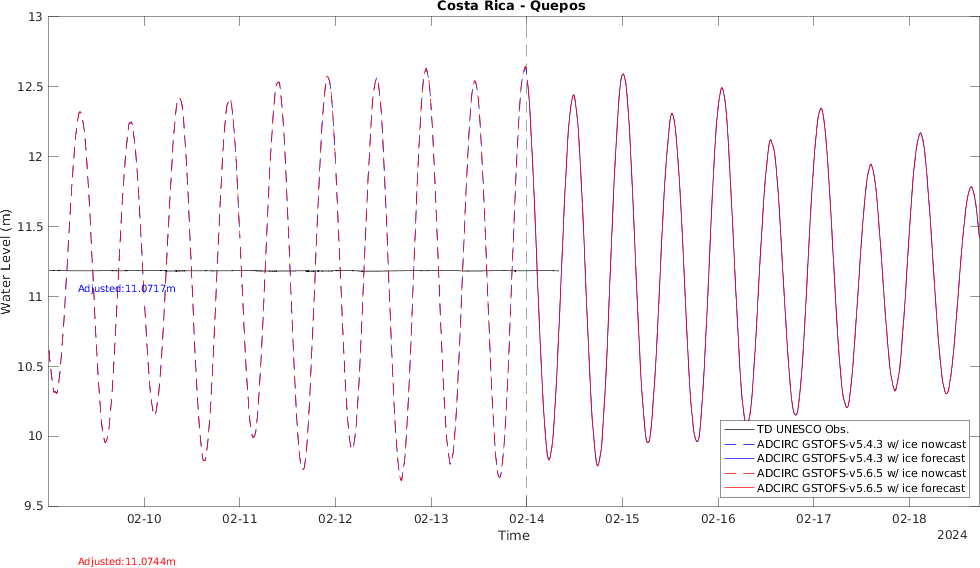 Costa Rica - Quepos
Water Level (m)
13
12.5
12
11.5
11
10.5
10
9.5
Adjusted:11.0717m
TD UNESCO Obs.
ADCIRC GSTOFS-v5.4.3 w/ ice nowcast
ADCIRC GSTOFS-v5.4.3 w/ ice forecast
ADCIRC GSTOFS-v5.6.5 w/ ice nowcast
ADCIRC GSTOFS-v5.6.5 w/ ice forecast
02-10 02-11 02-12 02-13 02-14 02-15 02-16 02-17 02-18
Time
2024
Adjusted:11.0744m